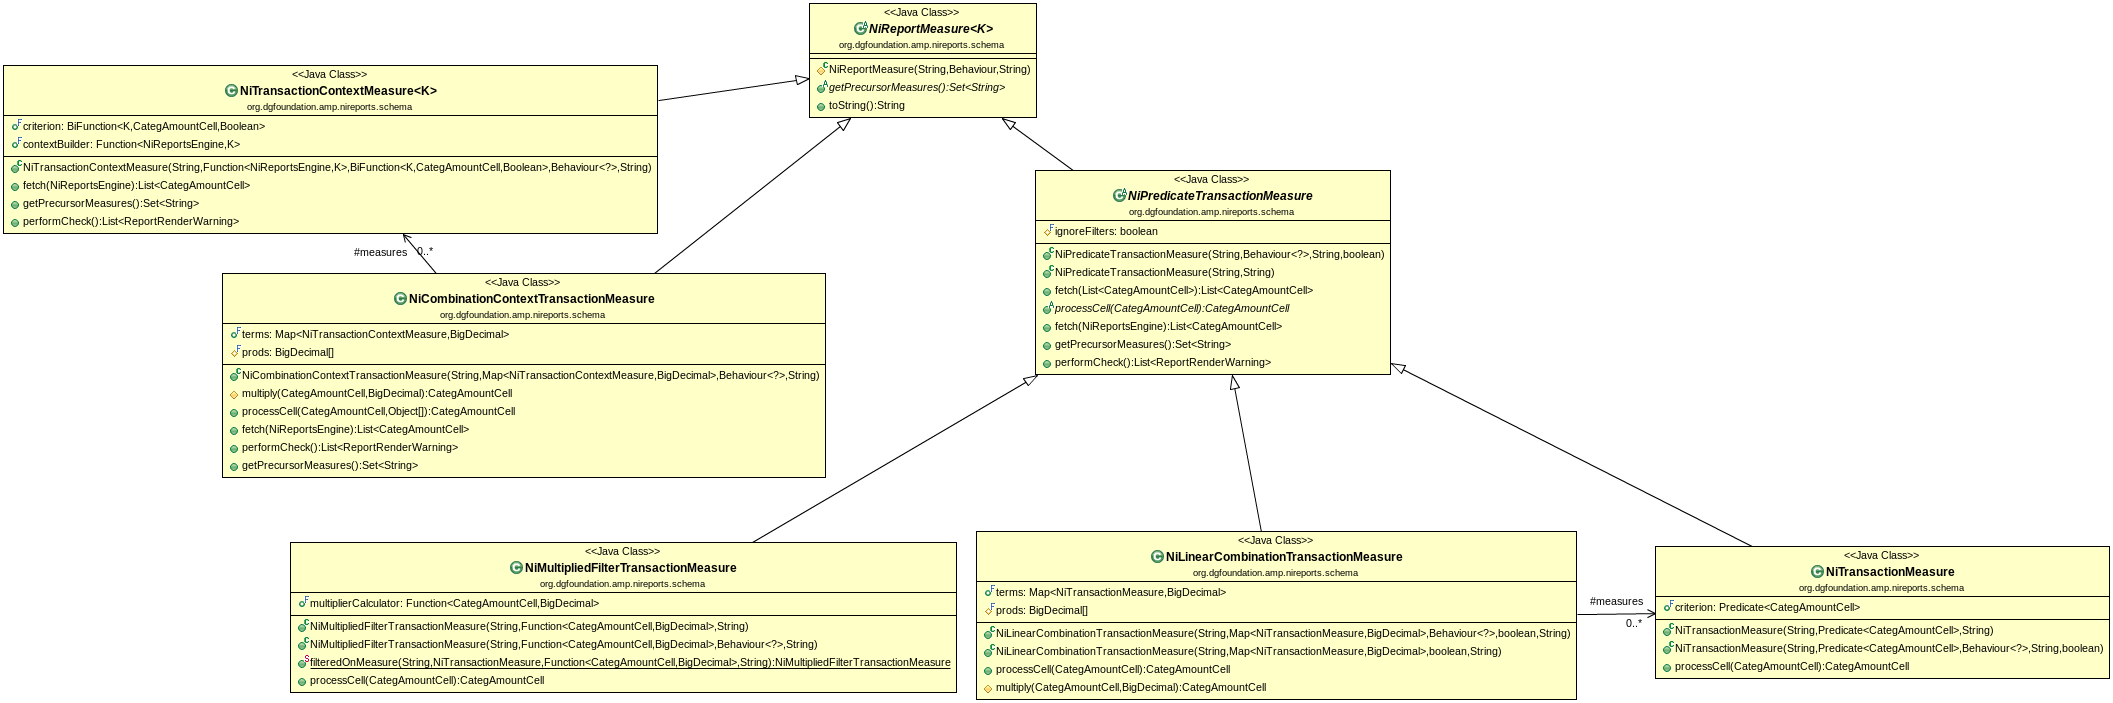 <<Java Class>>
NiReportMeasure<K>
org.dgfoundation.amp.nireports.schema
NiReportMeasure(String,Behaviour,String)
getPrecursorMeasures():Set<String>
toString():String
<<Java Class>>
NiTransactionContextMeasure<K>
org.dgfoundation.amp.nireports.schema
criterion: BiFunction<K,CategAmountCell,Boolean>
contextBuilder: Function<NiReportsEngine,K>
NiTransactionContextMeasure(String,Function<NiReportsEngine,K>,BiFunction<K,CategAmountCell,Boolean>,Behaviour<?>,String)
fetch(NiReportsEngine):List<CategAmountCell>
getPrecursorMeasures():Set<String>
performCheck():List<ReportRenderWarning>
#measures 0..*
<<Java Class>>
NiPredicateTransactionMeasure
org.dgfoundation.amp.nireports.schema
ignoreFilters: boolean
NiPredicateTransactionMeasure(String,Behaviour<?>,String,boolean)
NiPredicateTransactionMeasure(String,String)
fetch(List<CategAmountCell>):List<CategAmountCell>
processCell(CategAmountCell):CategAmountCell
fetch(NiReportsEngine):List<CategAmountCell>
getPrecursorMeasures():Set<String>
performCheck():List<ReportRenderWarning>
<<Java Class>>
NiCombinationContextTransactionMeasure
org.dgfoundation.amp.nireports.schema
terms: Map<NiTransactionContextMeasure,BigDecimal>
prods: BigDecimal[]
NiCombinationContextTransactionMeasure(String,Map<NiTransactionContextMeasure,BigDecimal>,Behaviour<?>,String)
multiply(CategAmountCell,BigDecimal):CategAmountCell
processCell(CategAmountCell,Object[]):CategAmountCell
fetch(NiReportsEngine):List<CategAmountCell>
performCheck():List<ReportRenderWarning>
getPrecursorMeasures():Set<String>
<<Java Class>>
NiMultipliedFilterTransactionMeasure
org.dgfoundation.amp.nireports.schema
multiplierCalculator: Function<CategAmountCell,BigDecimal>
NiMultipliedFilterTransactionMeasure(String,Function<CategAmountCell,BigDecimal>,String)
NiMultipliedFilterTransactionMeasure(String,Function<CategAmountCell,BigDecimal>,Behaviour<?>,String)
filteredOnMeasure(String,NiTransactionMeasure,Function<CategAmountCell,BigDecimal>,String):NiMultipliedFilterTransactionMeasure
processCell(CategAmountCell):CategAmountCell
<<Java Class>>
NiLinearCombinationTransactionMeasure
org.dgfoundation.amp.nireports.schema
terms: Map<NiTransactionMeasure,BigDecimal>
prods: BigDecimal[]
NiLinearCombinationTransactionMeasure(String,Map<NiTransactionMeasure,BigDecimal>,Behaviour<?>,boolean,String)
NiLinearCombinationTransactionMeasure(String,Map<NiTransactionMeasure,BigDecimal>,boolean,String)
processCell(CategAmountCell):CategAmountCell
multiply(CategAmountCell,BigDecimal):CategAmountCell
#measures
0..*
<<Java Class>>
NiTransactionMeasure
org.dgfoundation.amp.nireports.schema
criterion: Predicate<CategAmountCell>
NiTransactionMeasure(String,Predicate<CategAmountCell>,String)
NiTransactionMeasure(String,Predicate<CategAmountCell>,Behaviour<?>,String,boolean)
processCell(CategAmountCell):CategAmountCell